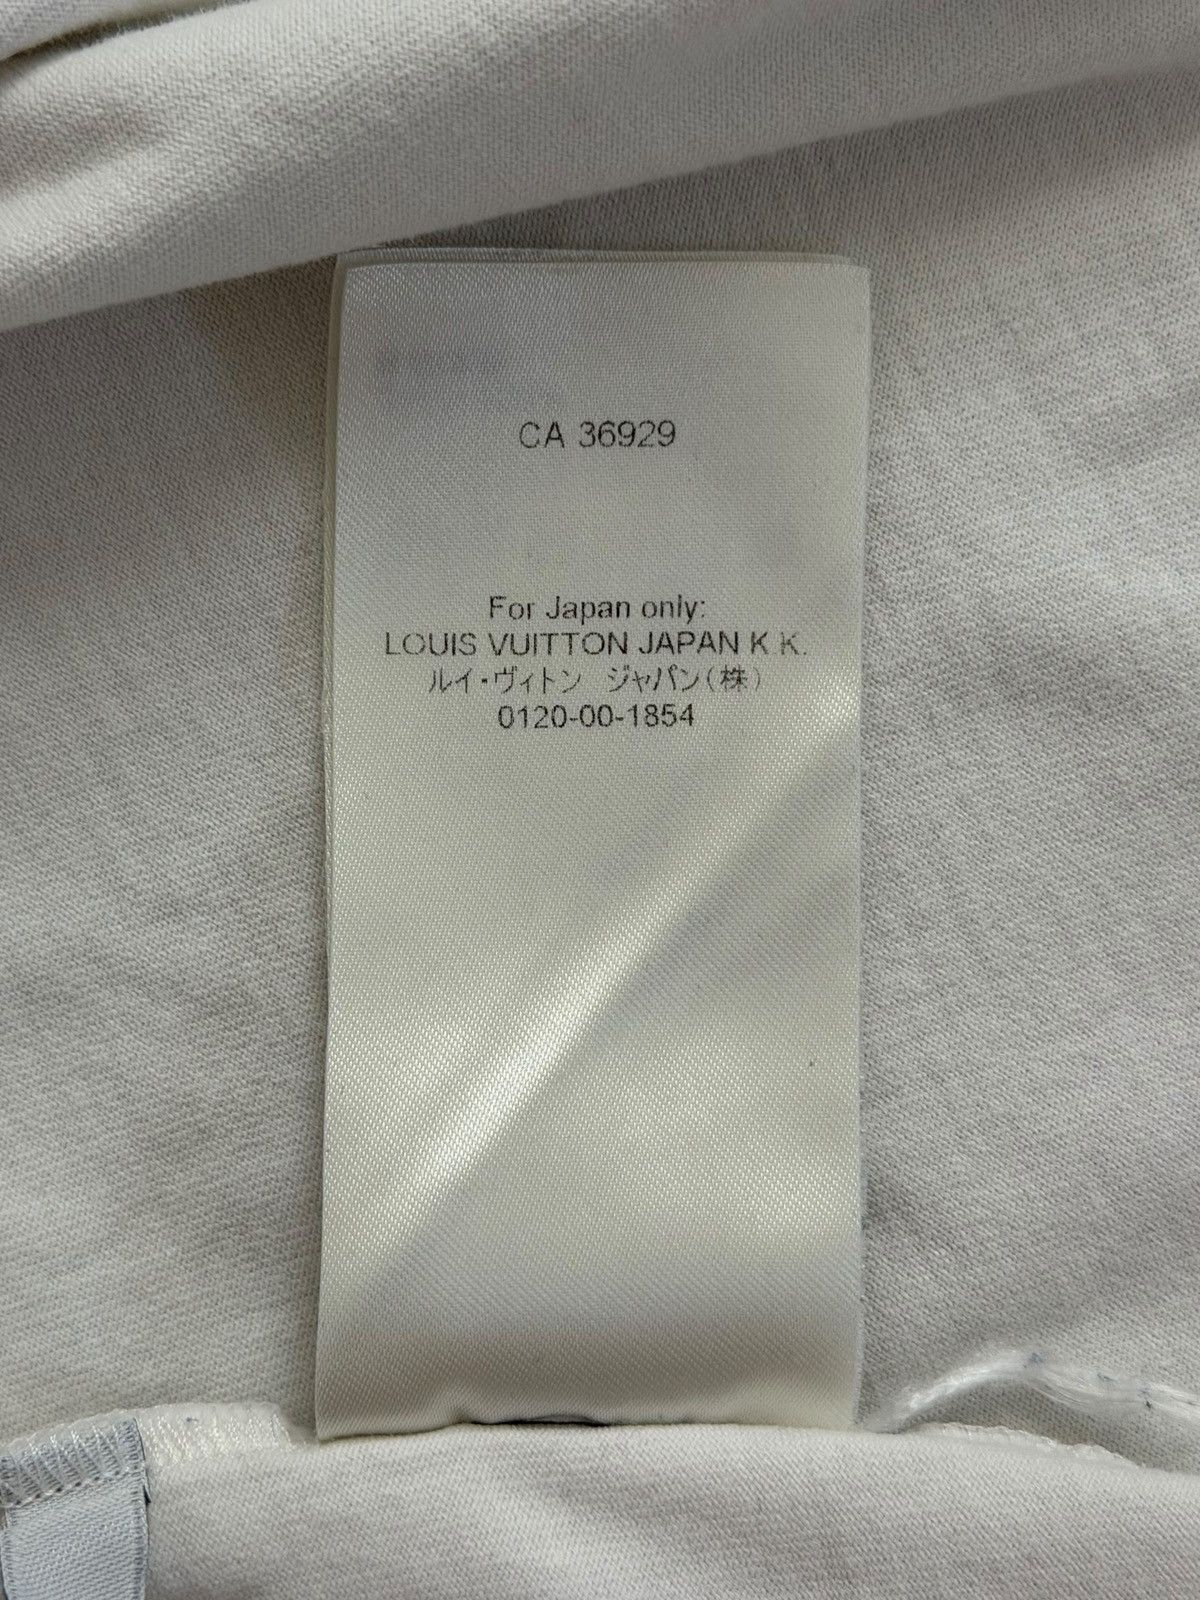 CA 36929
For Japan only:
LOUIS VUITTON JAPAN K K.
ルイ・ヴィトン ジャパン(株)
0120-00-1854